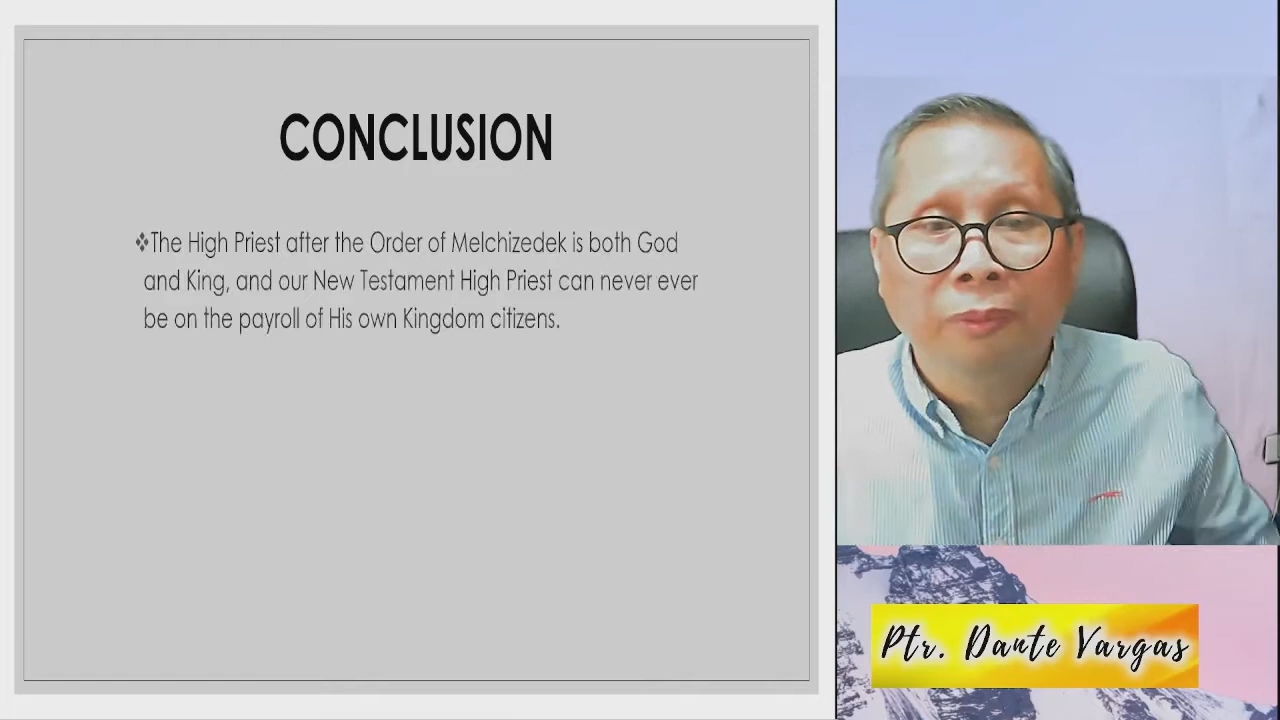 CONCLUSION
❖The High Priest after the Order of Melchizedek is both God
and King, and our New Testament High Priest can never ever
be on the payroll of His own Kingdom citizens.
Ptr. Dante Vargas